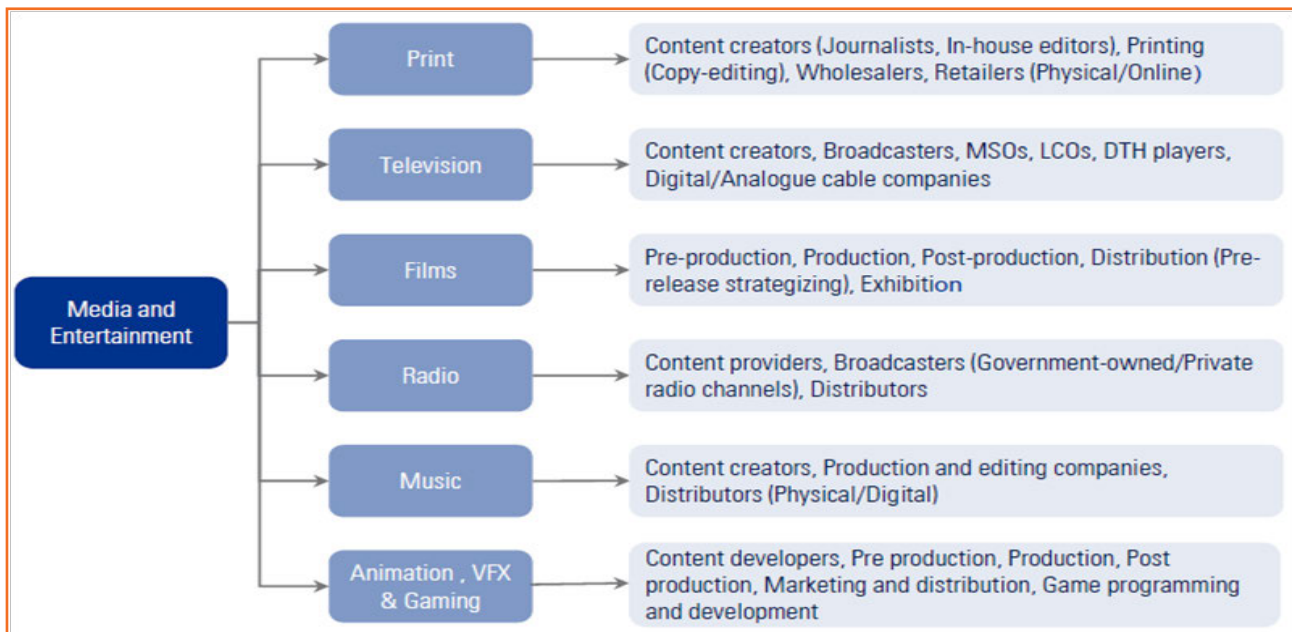 Print
Content creators (Journalists, In-house editors), Printing
(Copy-editing), Wholesalers, Retailers (Physical/Online)
Television
Content creators, Broadcasters, MSOs, LCOs, DTH players,
Digital/Analogue cable companies
Films
Pre-production, Production, Post-production, Distribution (Pre-
release strategizing), Exhibition
Media and
Entertainment
Radio
Content providers, Broadcasters (Government-owned/Private
radio channels), Distributors
Music
Content creators, Production and editing companies,
Distributors (Physical/Digital)
Animation , VFX
& Gaming
Content developers, Pre production, Production, Post
production, Marketing and distribution, Game programming
and development